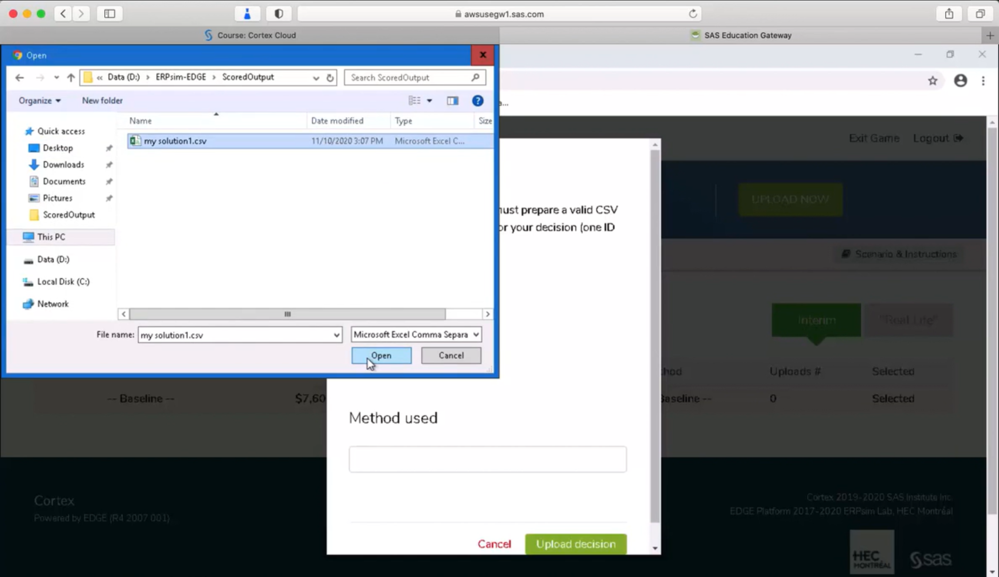 awsusegw1.sas.com
Course: Cortex Cloud
SAS Education Gateway
Open
« Data (D:) › ERPsim-EDGE › ScoredOutput
Search ScoredOutput
Organize
New folder
Name
Date modified
Type
Size
my solution1.csv
11/10/2020 3:07 PM
Microsoft Excel C...
Quick access
Desktop
Downloads
Documents
Pictures
ScoredOutput
This PC
Data (D:)
Local Disk (C:)
Network
File name: my solution1.csv
Microsoft Excel Comma Separa
Open
Cancel
Exit Game
Logout
UPLOAD NOW
must prepare a valid CSV
or your decision (one ID
Scenario & Instructions
Interim
"Real Life"
Uploads #
Selected
-- Baseline --
$7,60
Baseline --
0
Selected
Method used
Cancel
Upload decision
Cortex
Powered by EDGE (R4 2007 001)
Cortex 2019-2020 SAS Institute Inc.
EDGE Platform 2017-2020 ERPsim Lab, HEC Montréal
HEC
MONTRÉAL
sas